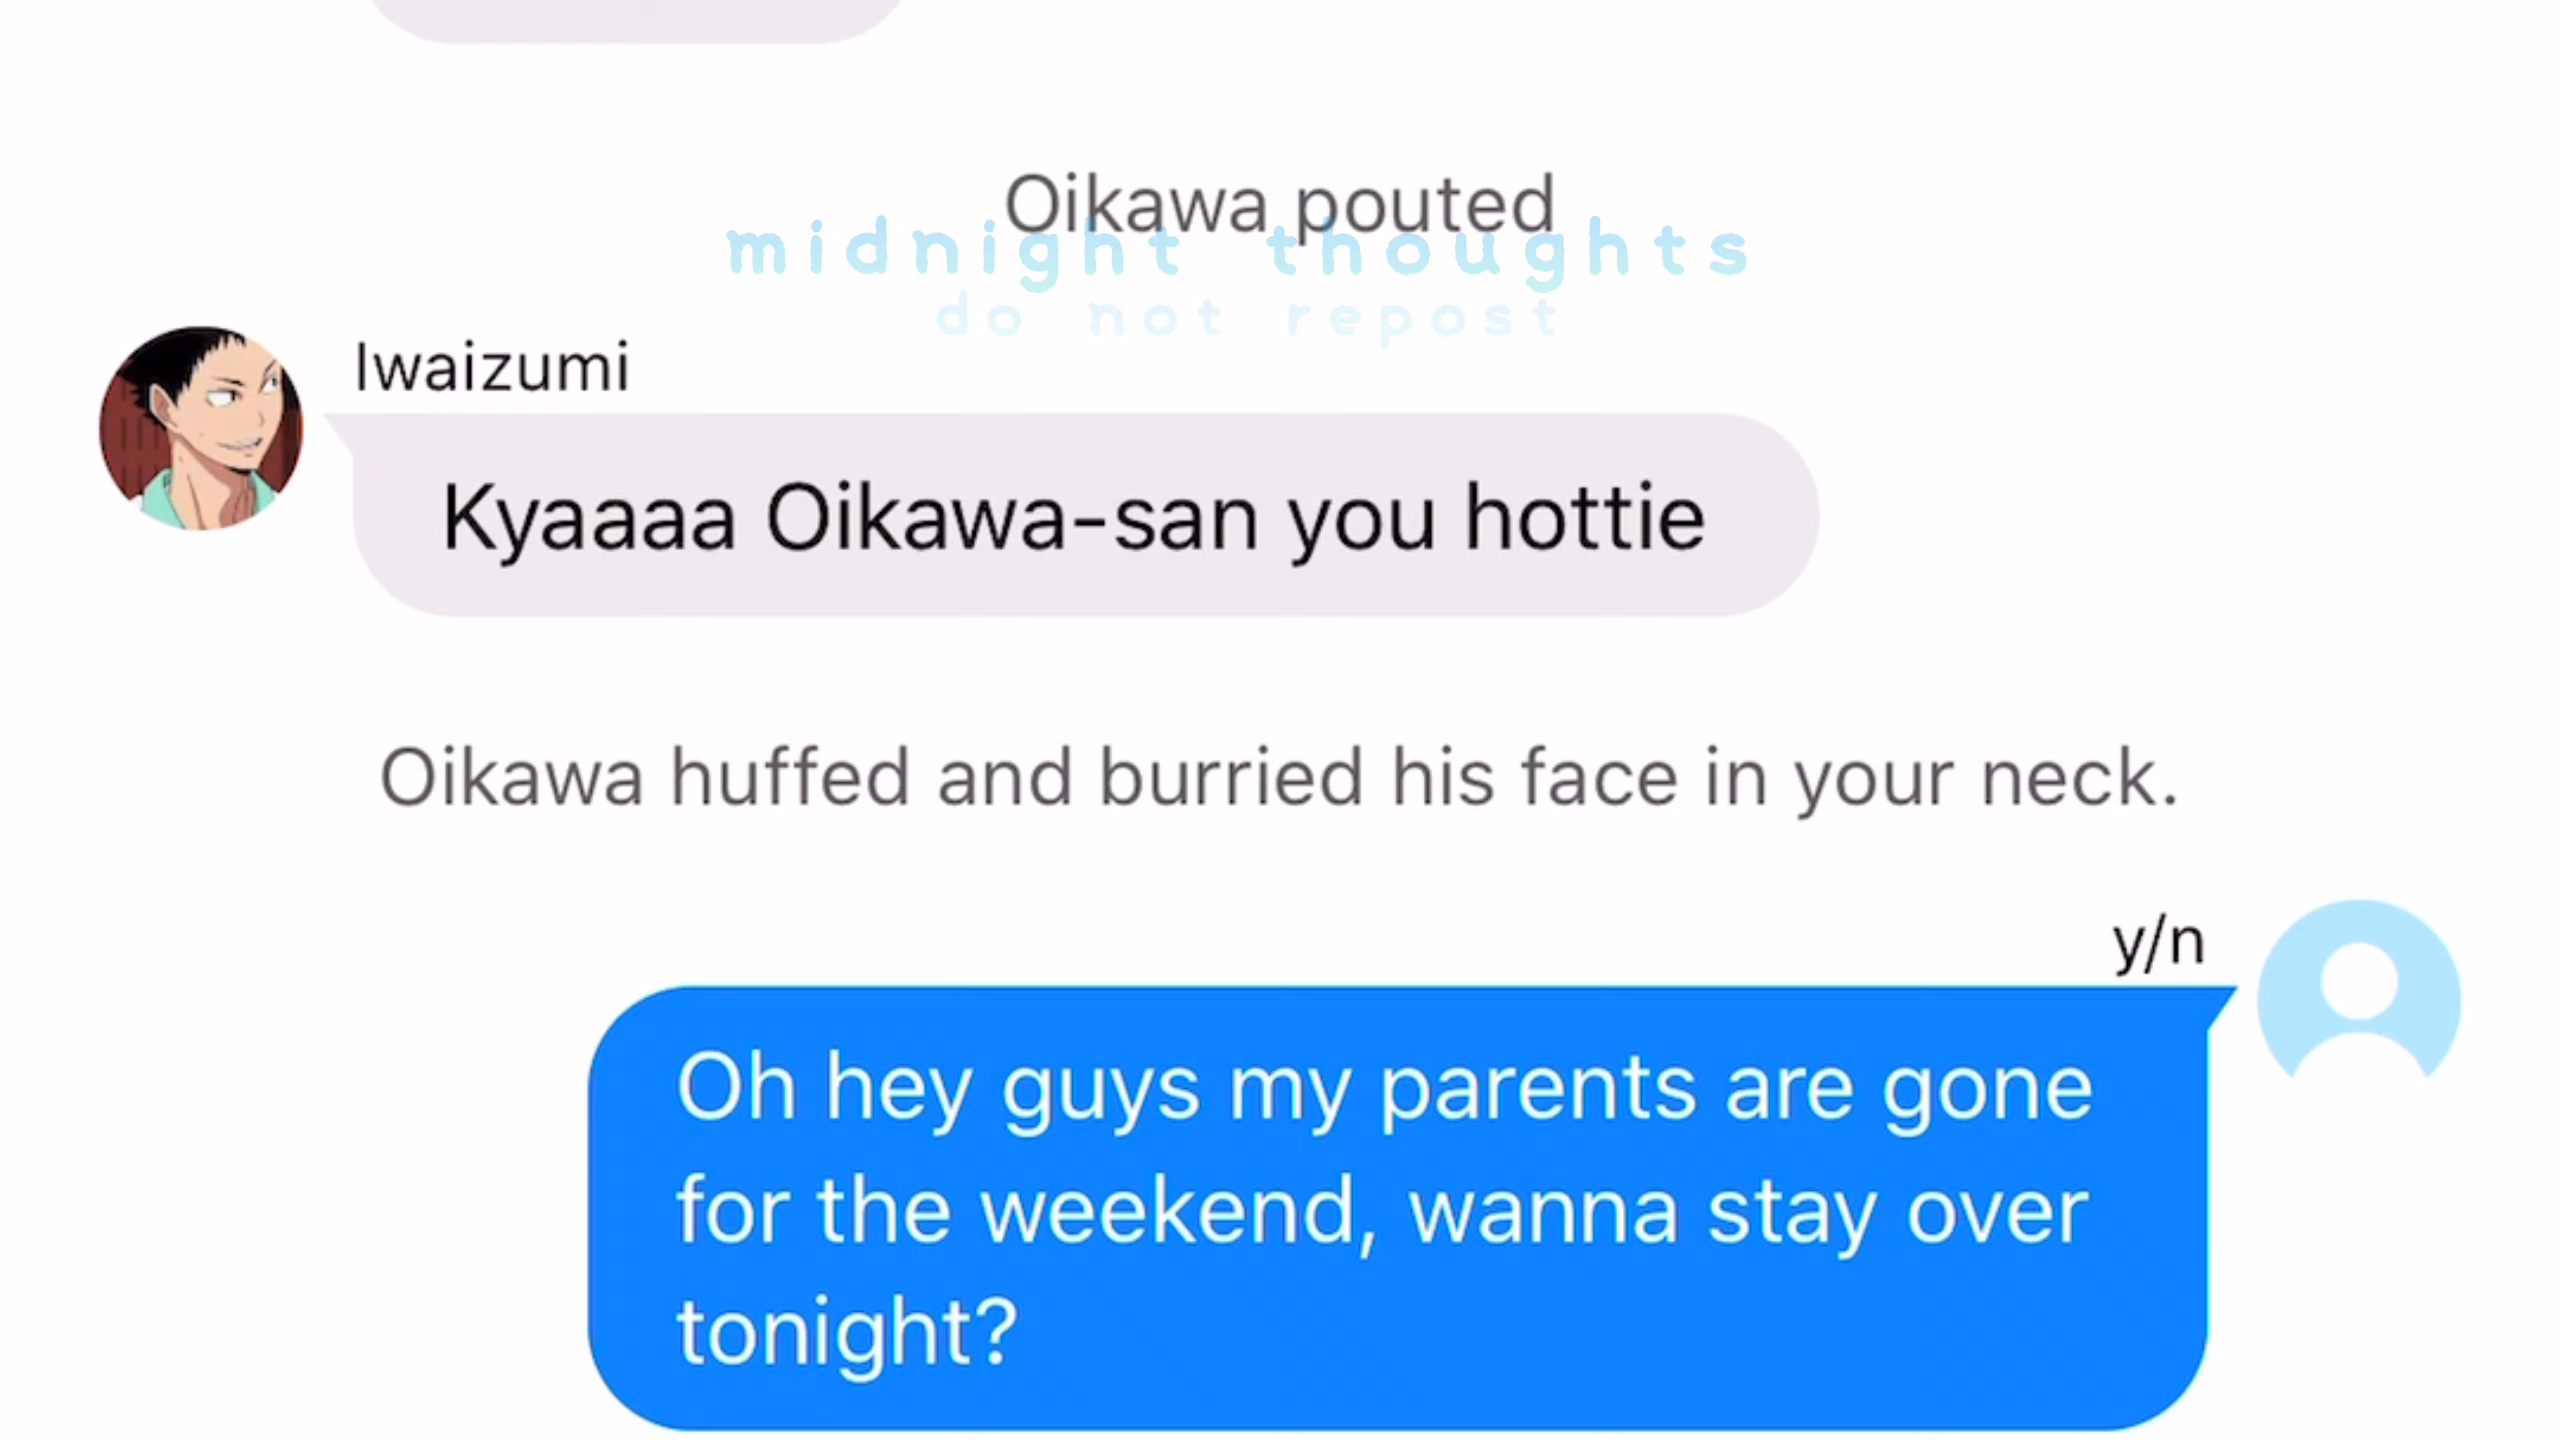 Oikawa pouted
midnight thoughts
do not repost
Iwaizumi
Kyaaaa Oikawa-san you hottie
Oikawa huffed and burried his face in your neck.
y/n
Oh hey guys my parents are gone
for the weekend, wanna stay over
tonight?